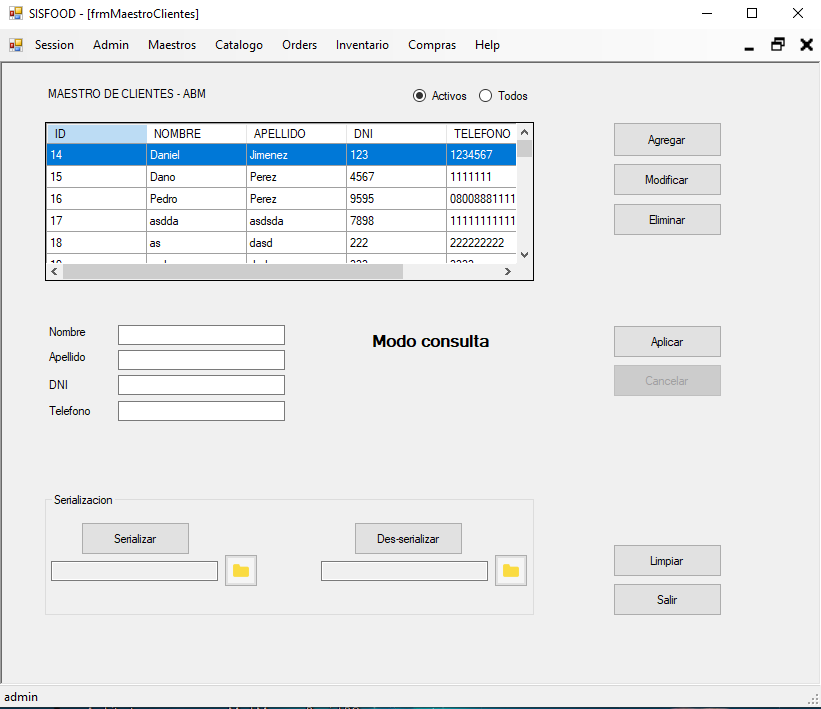 SISFOOD - [frmMaestroClientes]
Session Admin Maestros Catalogo Orders Inventario Compras Help
MAESTRO DE CLIENTES - ABM
Activos Todos
ID NOMBRE APELLIDO DNI TELEFONO
14 Daniel Jimenez 123 1234567
15 Dano Perez 4567 1111111
16 Pedro Perez 9595 08008881111
17 asdda asdsda 7898 11111111111
18 as dasd 222 222222222
Agregar
Modificar
Eliminar
Nombre
Apellido
DNI
Telefono
Modo consulta
Aplicar
Cancelar
Serializacion
Serializar
Des-serializar
Limpiar
Salir
admin